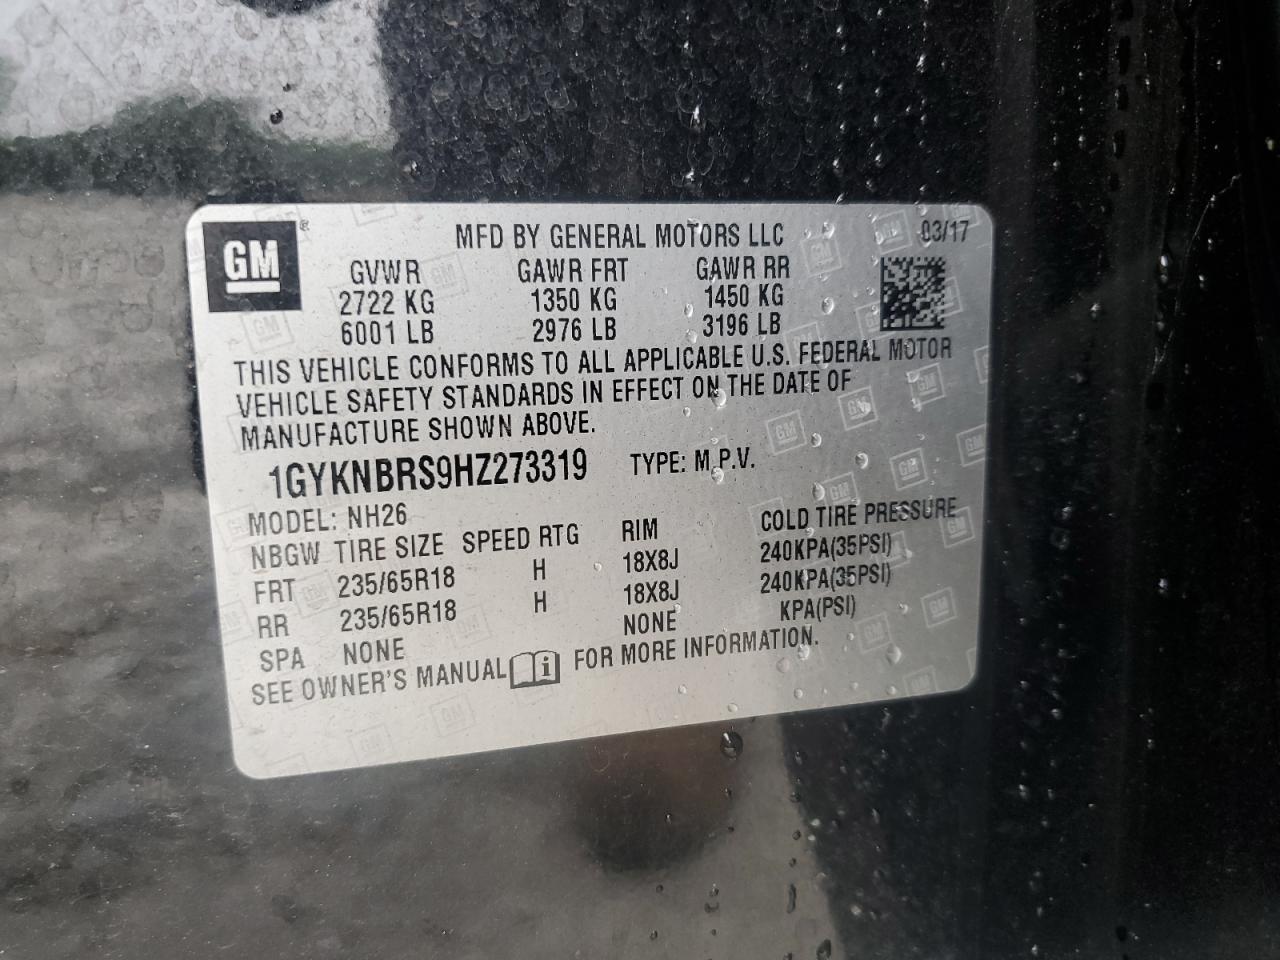 GM
MFD BY GENERAL MOTORS LLC 03/17
GVWR GAWR FRT GAWR RR
2722 KG 1350 KG 1450 KG
6001 LB 2976 LB 3196 LB
THIS VEHICLE CONFORMS TO ALL APPLICABLE U.S. FEDERAL MOTOR
VEHICLE SAFETY STANDARDS IN EFFECT ON THE DATE OF
MANUFACTURE SHOWN ABOVE.
1GYKNBRS9HZ273319 TYPE: M.P.V.
MODEL: NH26
NBGW TIRE SIZE SPEED RTG RIM COLD TIRE PRESSURE
FRT 235/65R18 H 18X8J 240KPA(35PSI)
RR 235/65R18 H 18X8J 240KPA(35PSI)
SPA NONE NONE KPA(PSI)
SEE OWNER'S MANUAL FOR MORE INFORMATION.